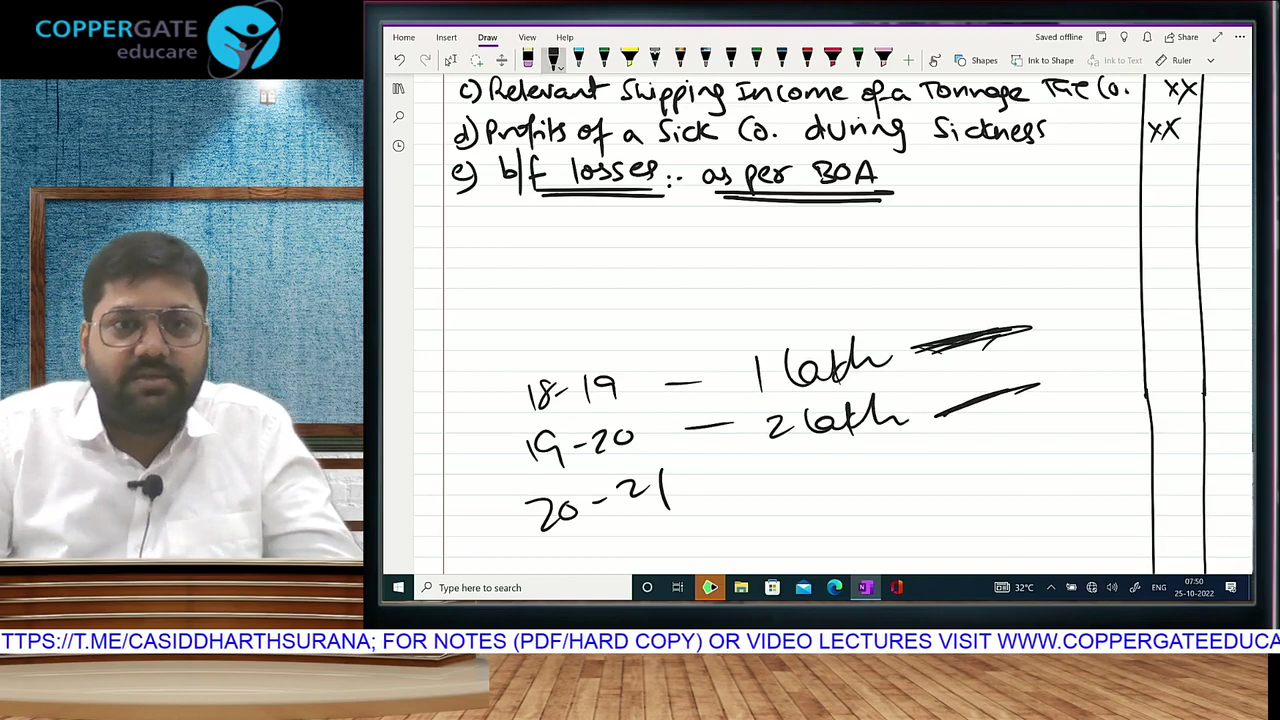 COPPERGATE
educare
Home Insert Draw View Help
Saved offline
Share
Shapes Ink to Shape Ink to Text Ruler
c) Relevant Shipping Income of a Tonnage Tax Co. xx
d) Profits of a Sick Co. during Sickness xx
e) b/f losses:- as per BOA
18-19 — 1 lakh
19-20 — 2 lakh
20-21
Type here to search
32°C
ENG
07:50
25-10-2022
TTPS://T.ME/CASIDDHARTHSURANA; FOR NOTES (PDF/HARD COPY) OR VIDEO LECTURES VISIT WWW.COPPERGATEEDUCA